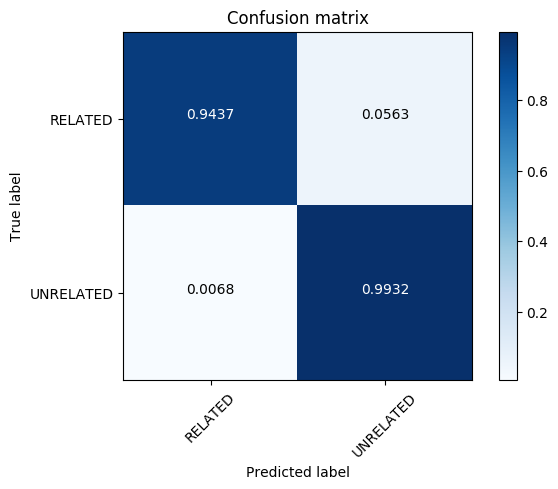 Confusion matrix
True label
RELATED
0.9437
0.0563
0.8
0.6
UNRELATED
0.0068
0.9932
0.4
0.2
RELATED
UNRELATED
Predicted label